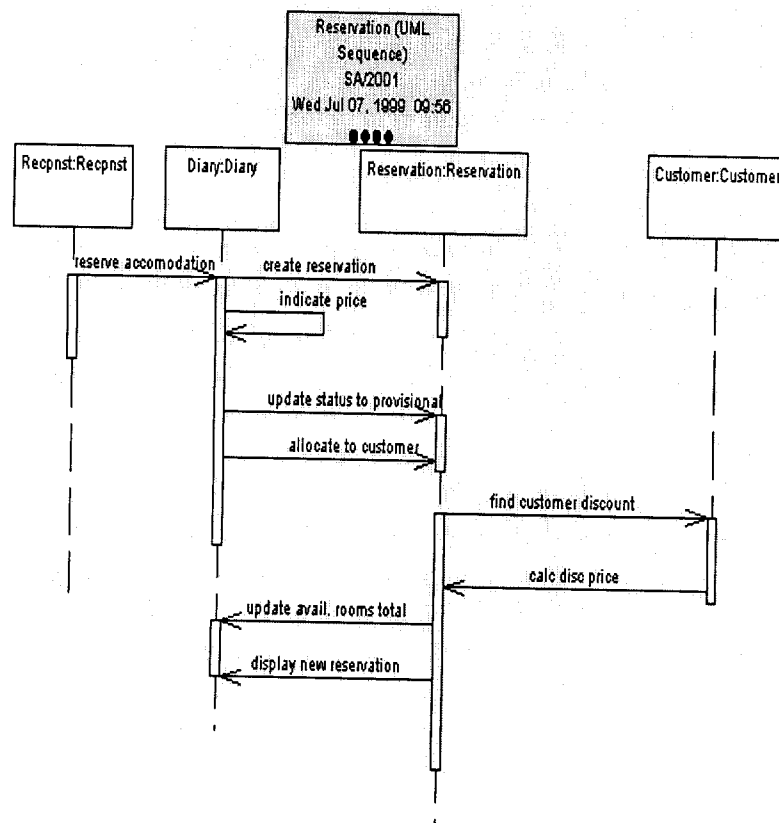 Reservation (UML
Sequence)
SA/2001
Wed Jul 07, 1999 09:56
Recpnst:Recpnst
Diary:Diary
Reservation:Reservation
Customer:Customer
reserve accomodation
create reservation
indicate price
update status to provisional
allocate to customer
find customer discount
calc disc price
update avail. rooms total
display new reservation